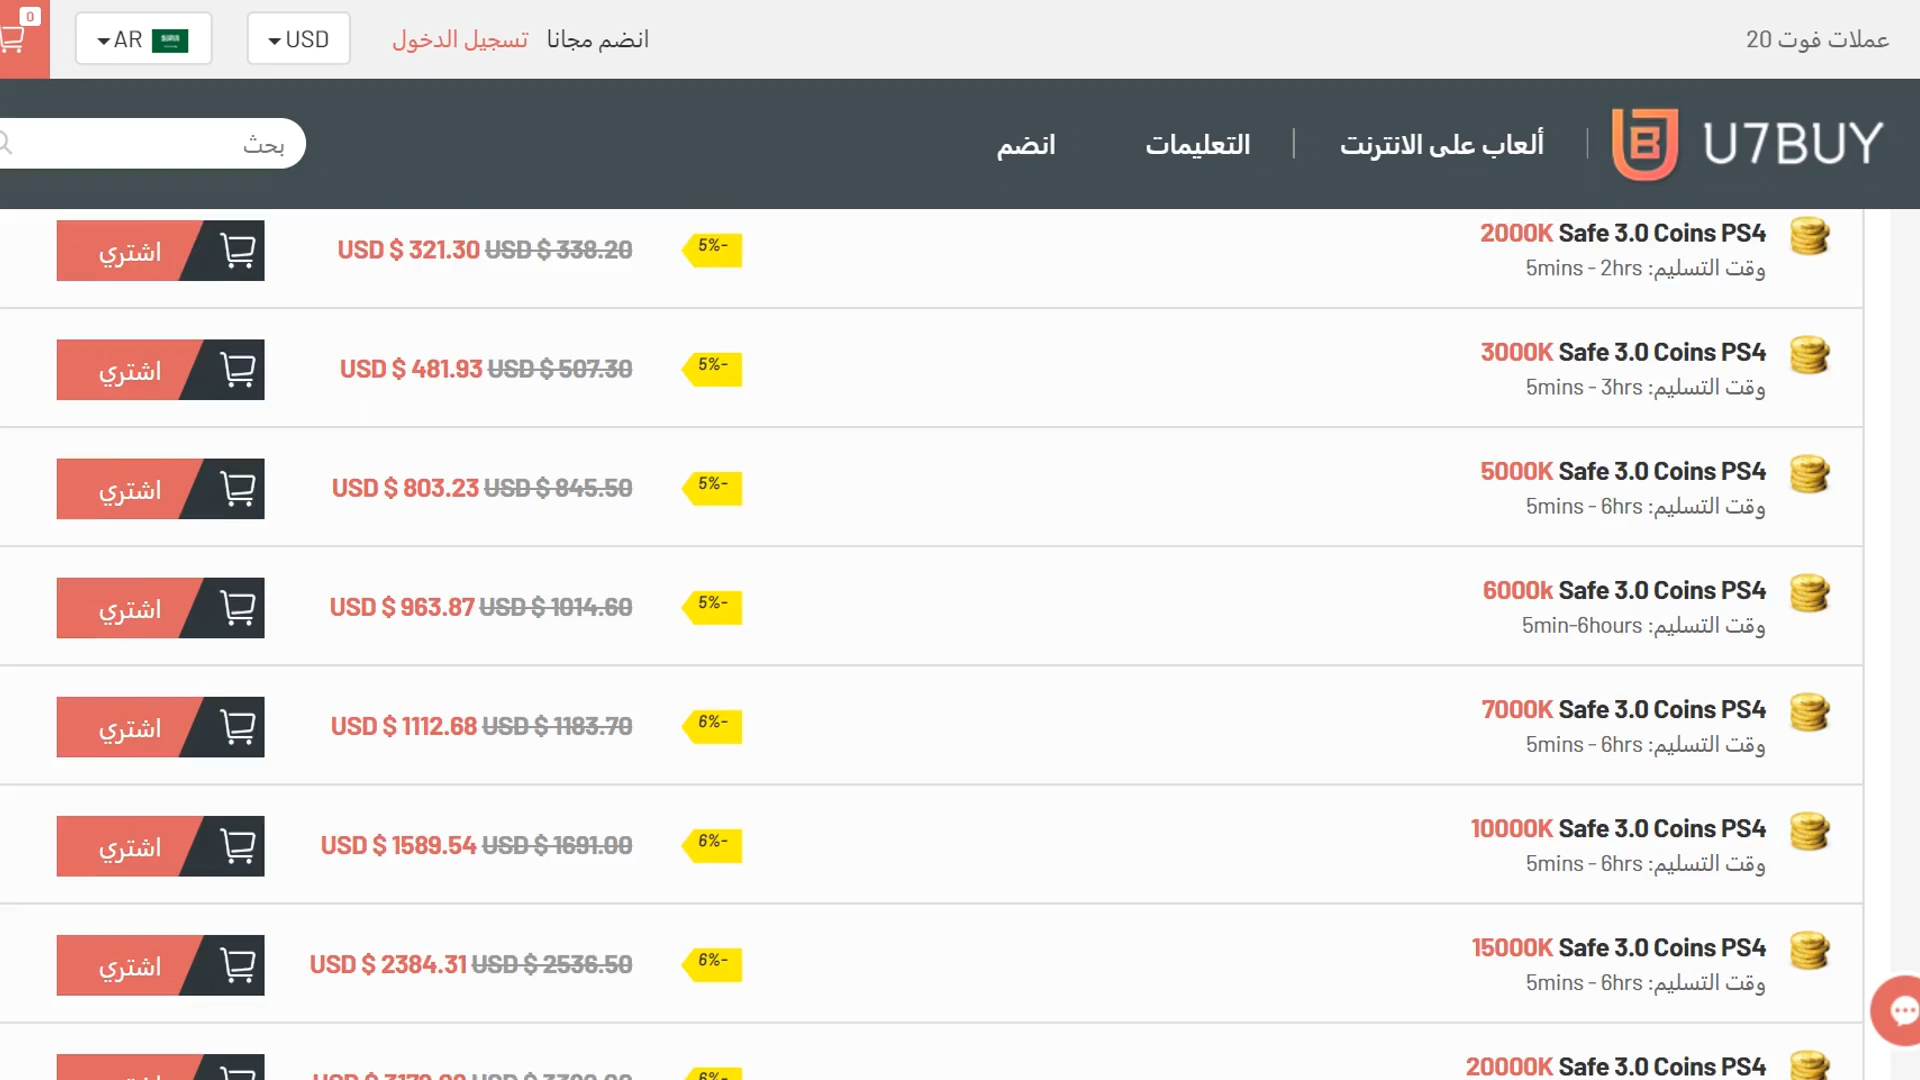 عملات فوت 20
انضم مجانا
تسجيل الدخول
USD
AR
0
U7BUY
ألعاب على الانترنت
التعليمات
انضم
بحث
2000K Safe 3.0 Coins PS4
وقت التسليم: 5mins - 2hrs
5%-
USD $ 321.30 USD $ 338.20
اشتري
3000K Safe 3.0 Coins PS4
وقت التسليم: 5mins - 3hrs
5%-
USD $ 481.93 USD $ 507.30
اشتري
5000K Safe 3.0 Coins PS4
وقت التسليم: 5mins - 6hrs
5%-
USD $ 803.23 USD $ 845.50
اشتري
6000k Safe 3.0 Coins PS4
وقت التسليم: 5min-6hours
5%-
USD $ 963.87 USD $ 1014.60
اشتري
7000K Safe 3.0 Coins PS4
وقت التسليم: 5mins - 6hrs
6%-
USD $ 1112.68 USD $ 1183.70
اشتري
10000K Safe 3.0 Coins PS4
وقت التسليم: 5mins - 6hrs
6%-
USD $ 1589.54 USD $ 1691.00
اشتري
15000K Safe 3.0 Coins PS4
وقت التسليم: 5mins - 6hrs
6%-
USD $ 2384.31 USD $ 2536.50
اشتري
20000K Safe 3.0 Coins PS4
6%-